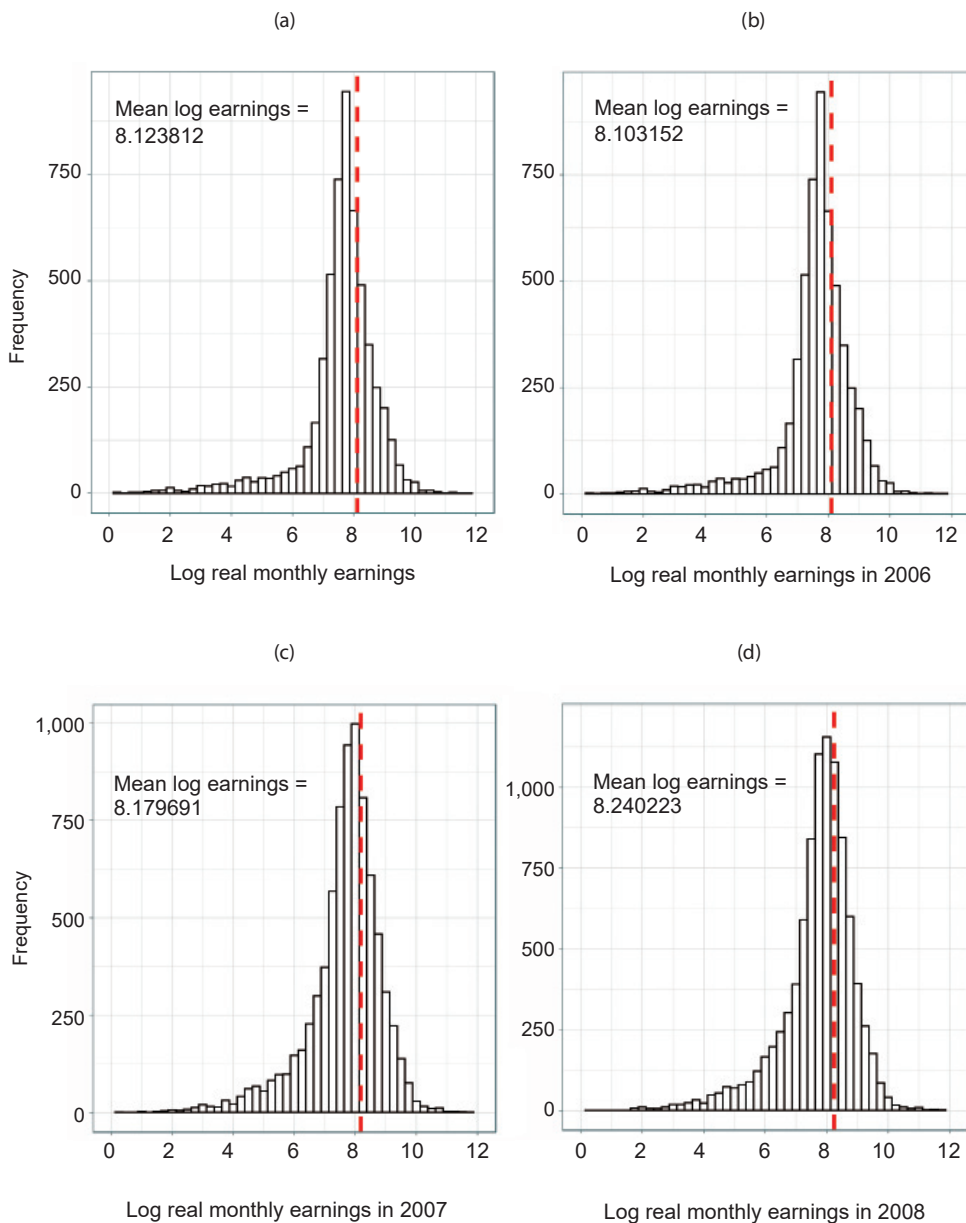 (a)
Mean log earnings =
8.123812
750
500
250
0
Frequency
0 2 4 6 8 10 12
Log real monthly earnings
(b)
Mean log earnings =
8.103152
750
500
250
0
0 2 4 6 8 10 12
Log real monthly earnings in 2006
(c)
1,000
Mean log earnings =
8.179691
750
500
250
0
Frequency
0 2 4 6 8 10 12
Log real monthly earnings in 2007
(d)
Mean log earnings =
8.240223
1,000
750
500
250
0
0 2 4 6 8 10 12
Log real monthly earnings in 2008